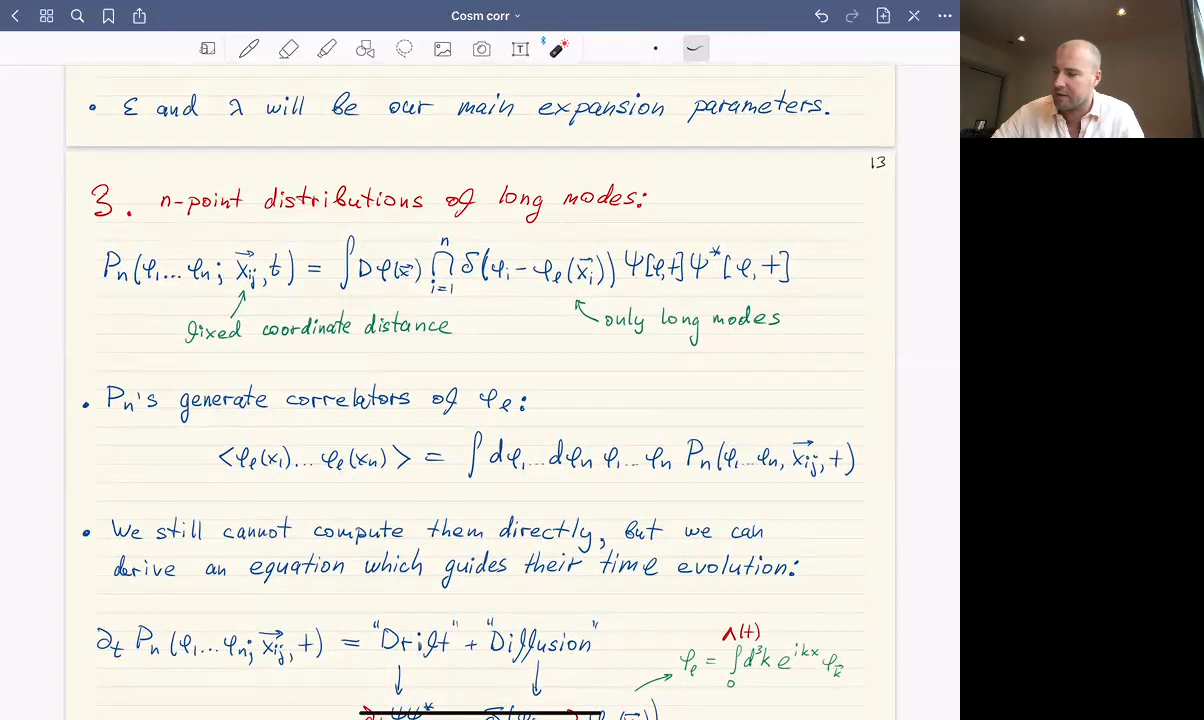 Cosm corr
• ε and λ will be our main expansion parameters.
13
3. n-point distributions of long modes:
Pn(φ1...φn; x⃗ij, t) = ∫Dφ(x⃗) ∏ δ(φi - φℓ(x⃗i)) Ψ[φ,t] Ψ*[φ,t]
n
i=1
fixed coordinate distance
only long modes
• Pn's generate correlators of φℓ:
<φℓ(x1)...φℓ(xn)> = ∫dφ1...dφn φ1...φn Pn(φ1...φn, x⃗ij, t)
• We still cannot compute them directly, but we can
derive an equation which guides their time evolution:
∂t Pn(φ1...φn; x⃗ij, t) = "Drift" + "Diffusion"
Λ(t)
φℓ = ∫d³k e^ikx φk⃗
0